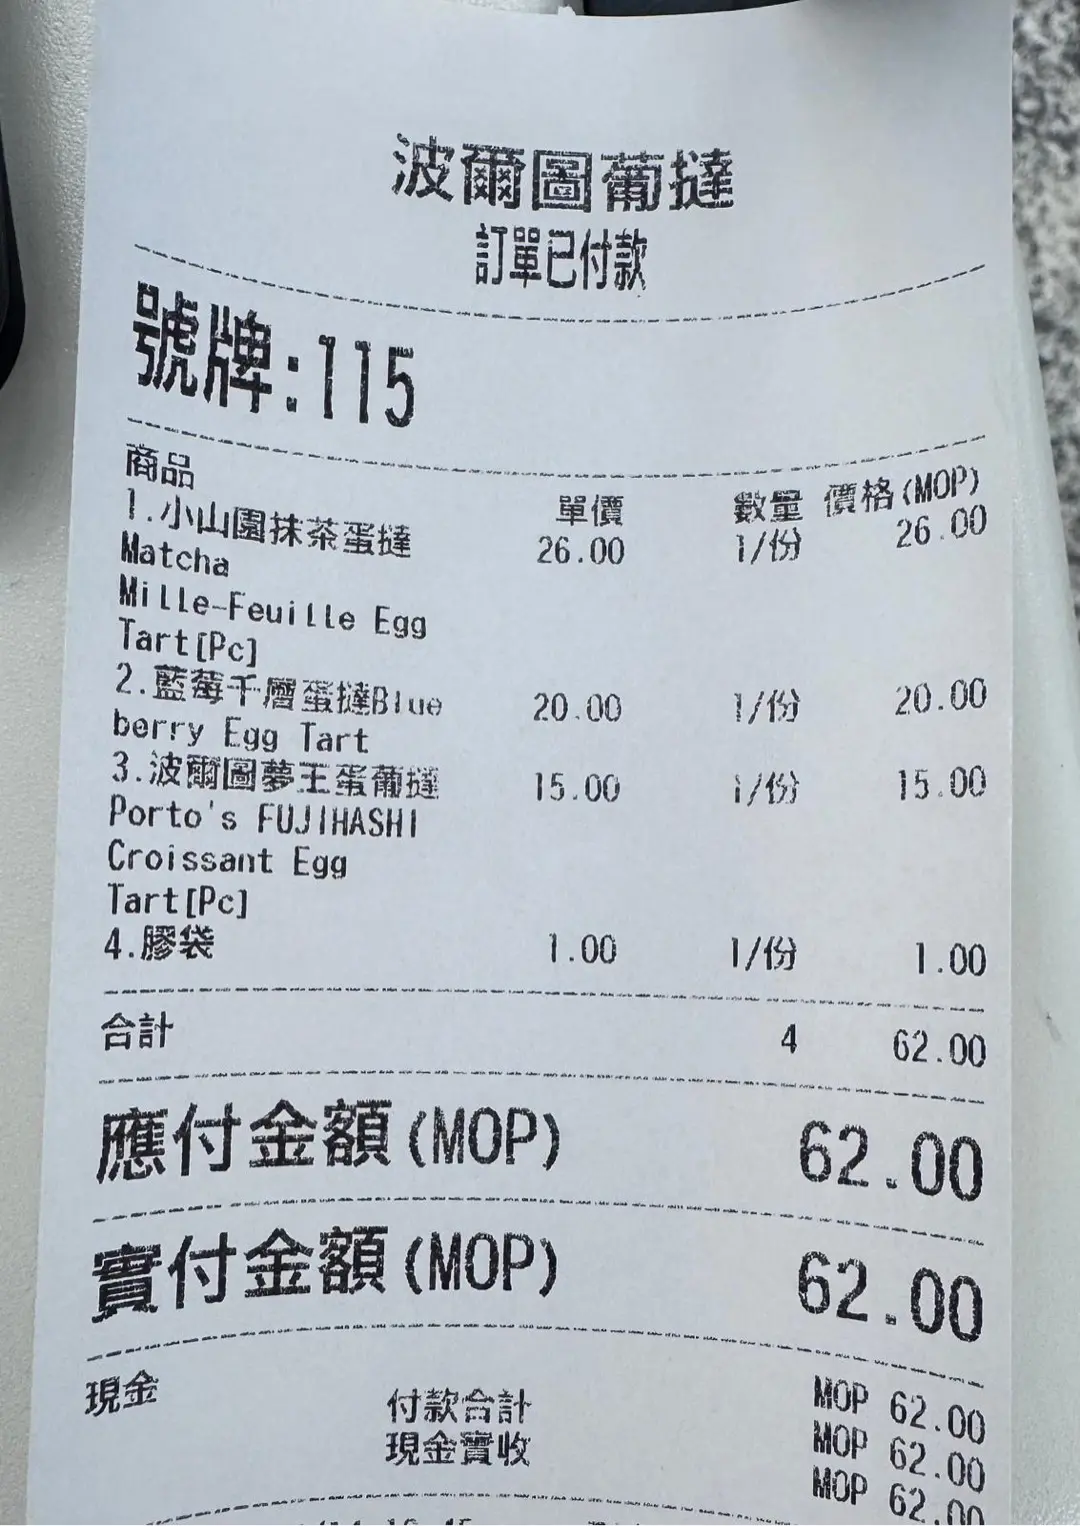 波爾圖葡撻
訂單已付款
號牌:115
商品 單價 數量 價格(MOP)
1.小山園抹茶蛋撻 26.00 1/份 26.00
Matcha
Mille-Feuille Egg
Tart[Pc]
2.藍莓千層蛋撻Blue 20.00 1/份 20.00
berry Egg Tart
3.波爾圖夢王蛋葡撻 15.00 1/份 15.00
Porto's FUJIHASHI
Croissant Egg
Tart[Pc]
4.膠袋 1.00 1/份 1.00
合計 4 62.00
應付金額(MOP) 62.00
實付金額(MOP) 62.00
現金 MOP 62.00
付款合計 MOP 62.00
現金實收 MOP 62.00